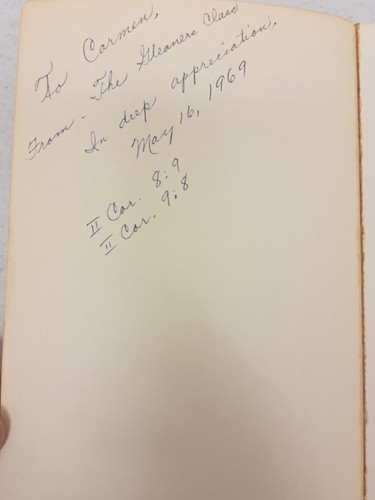 To Carmen,
From - The Gleaners Class
In deep appreciation,
May 16, 1969
II Cor. 8:9
II Cor. 9:8